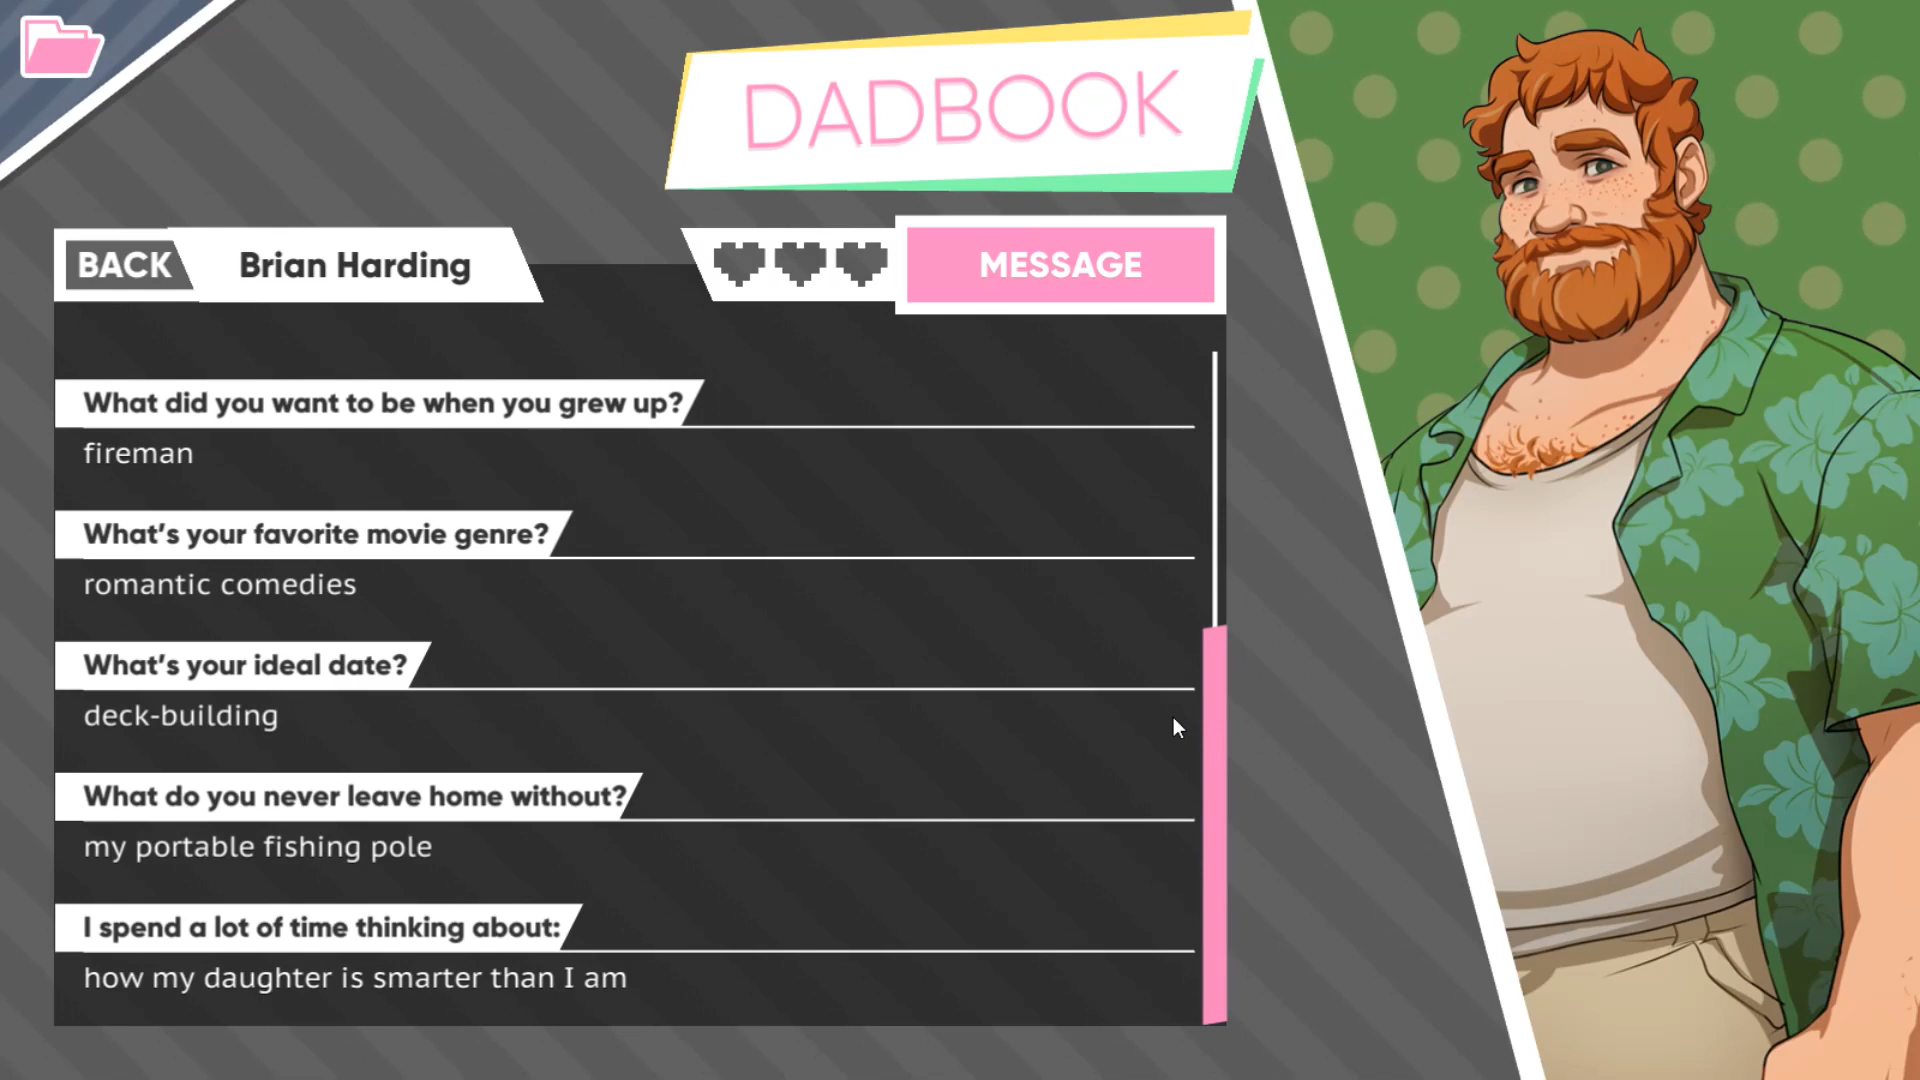 DADBOOK
BACK
Brian Harding
MESSAGE
What did you want to be when you grew up?
fireman
What's your favorite movie genre?
romantic comedies
What's your ideal date?
deck-building
What do you never leave home without?
my portable fishing pole
I spend a lot of time thinking about:
how my daughter is smarter than I am